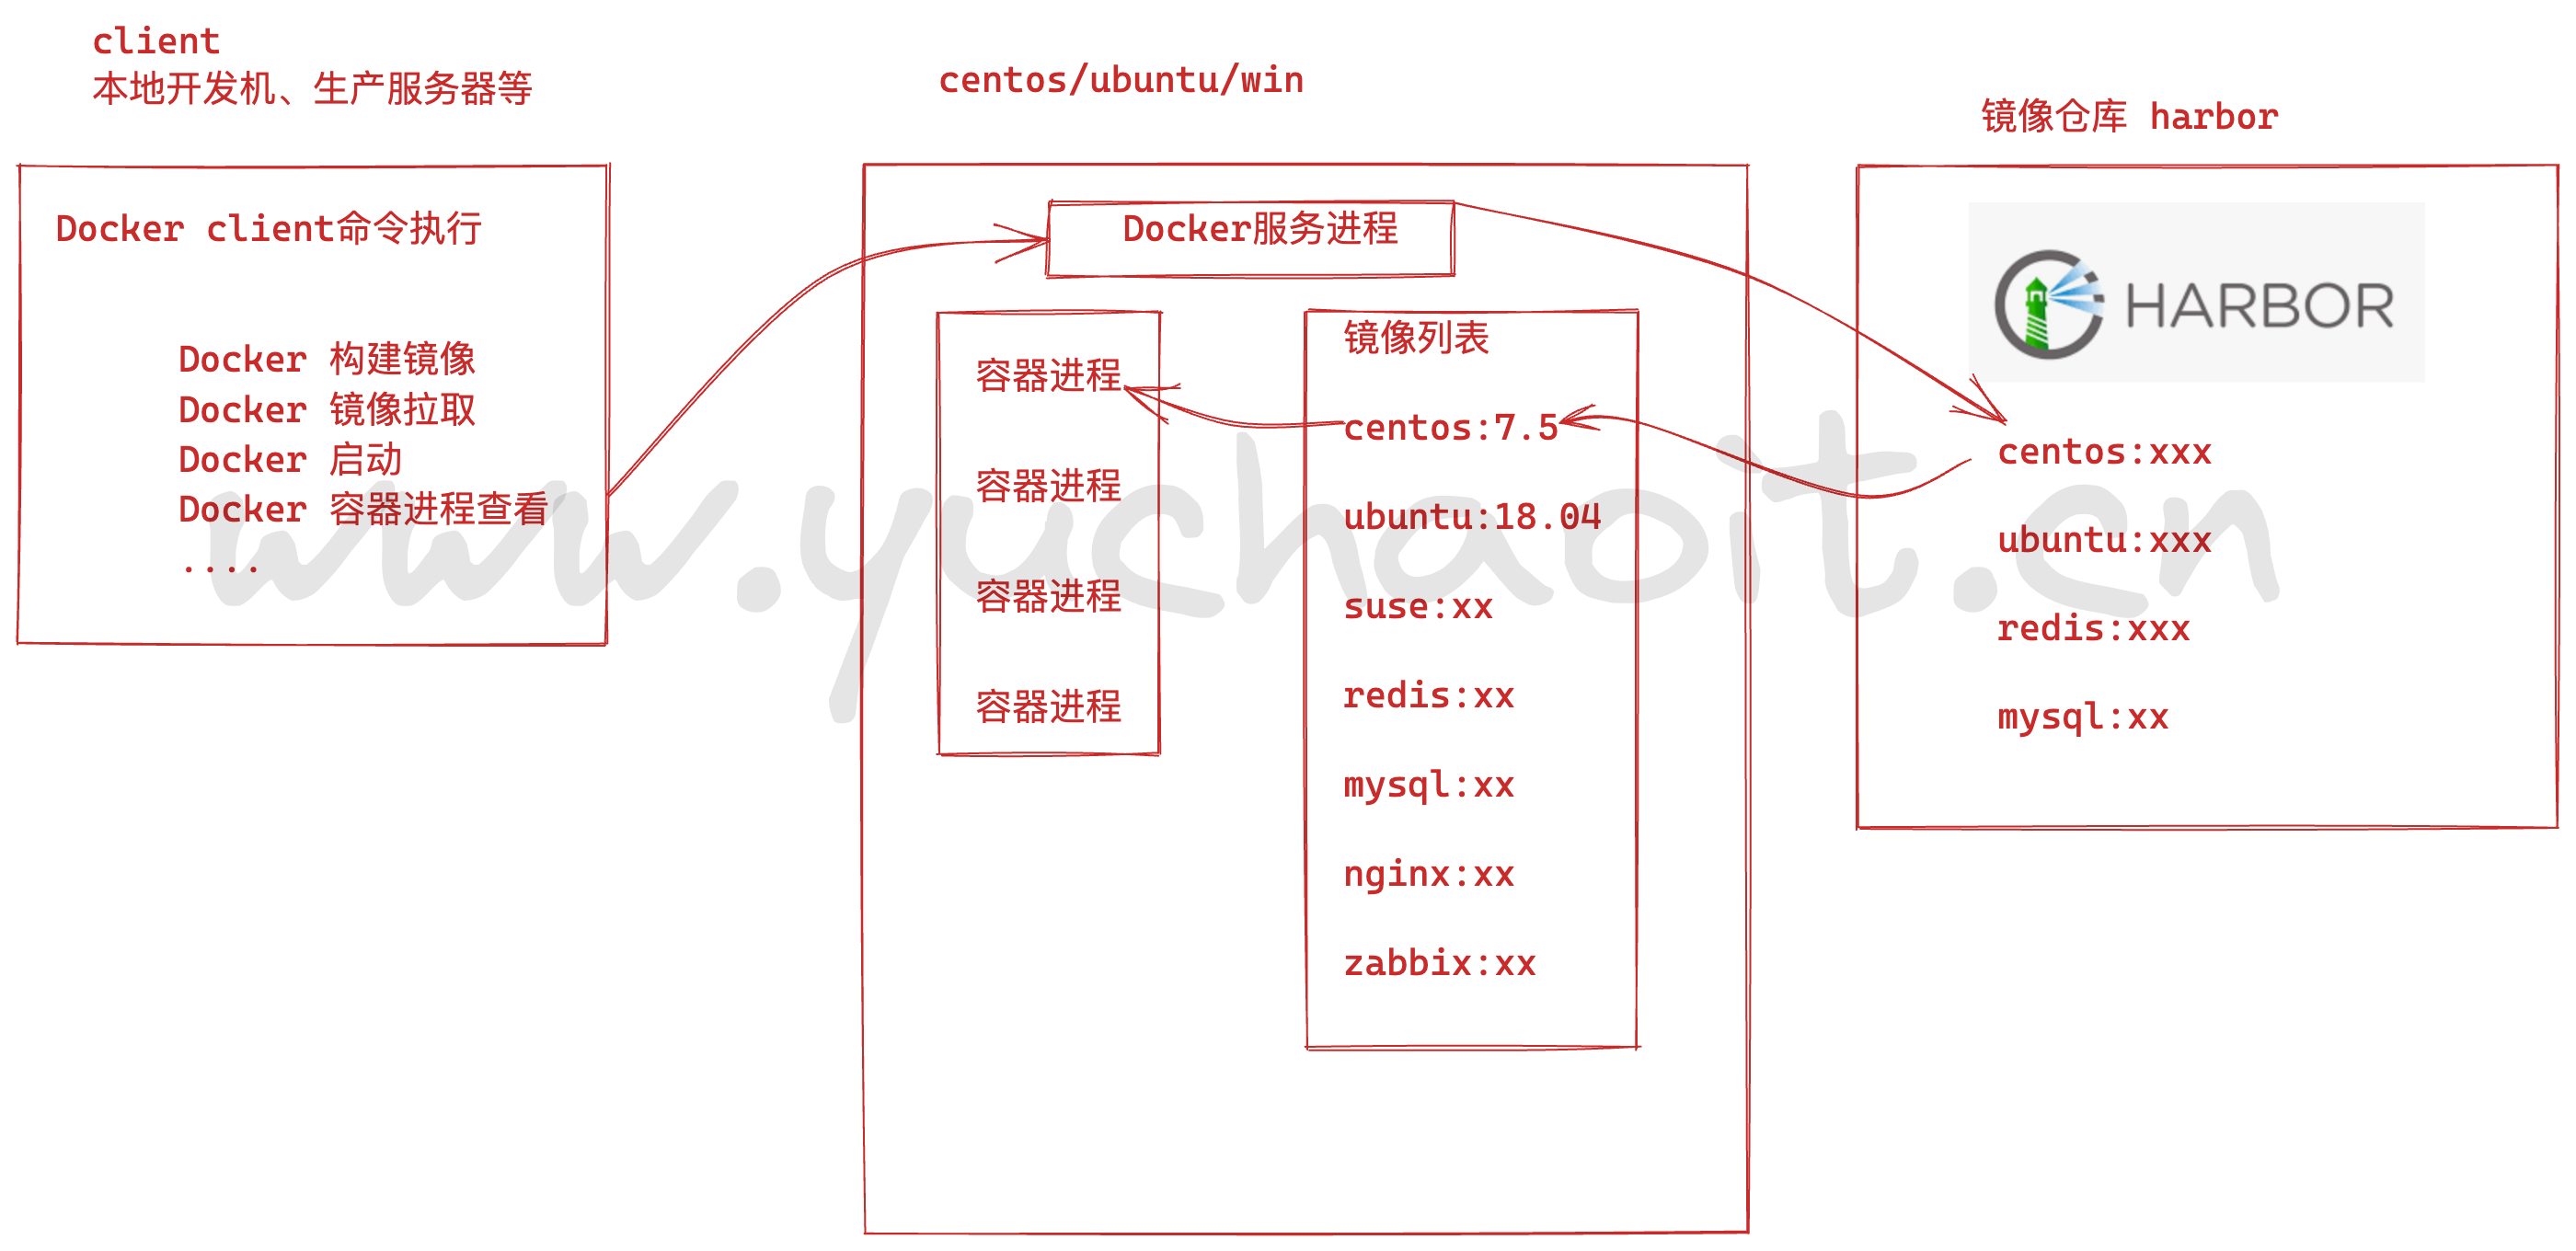 client
本地开发机、生产服务器等
Docker client命令执行
Docker 构建镜像
Docker 镜像拉取
Docker 启动
Docker 容器进程查看
....
centos/ubuntu/win
Docker服务进程
容器进程
容器进程
容器进程
容器进程
镜像列表
centos:7.5
ubuntu:18.04
suse:xx
redis:xx
mysql:xx
nginx:xx
zabbix:xx
镜像仓库 harbor
HARBOR
centos:xxx
ubuntu:xxx
redis:xxx
mysql:xx
www.yuchaoit.cn